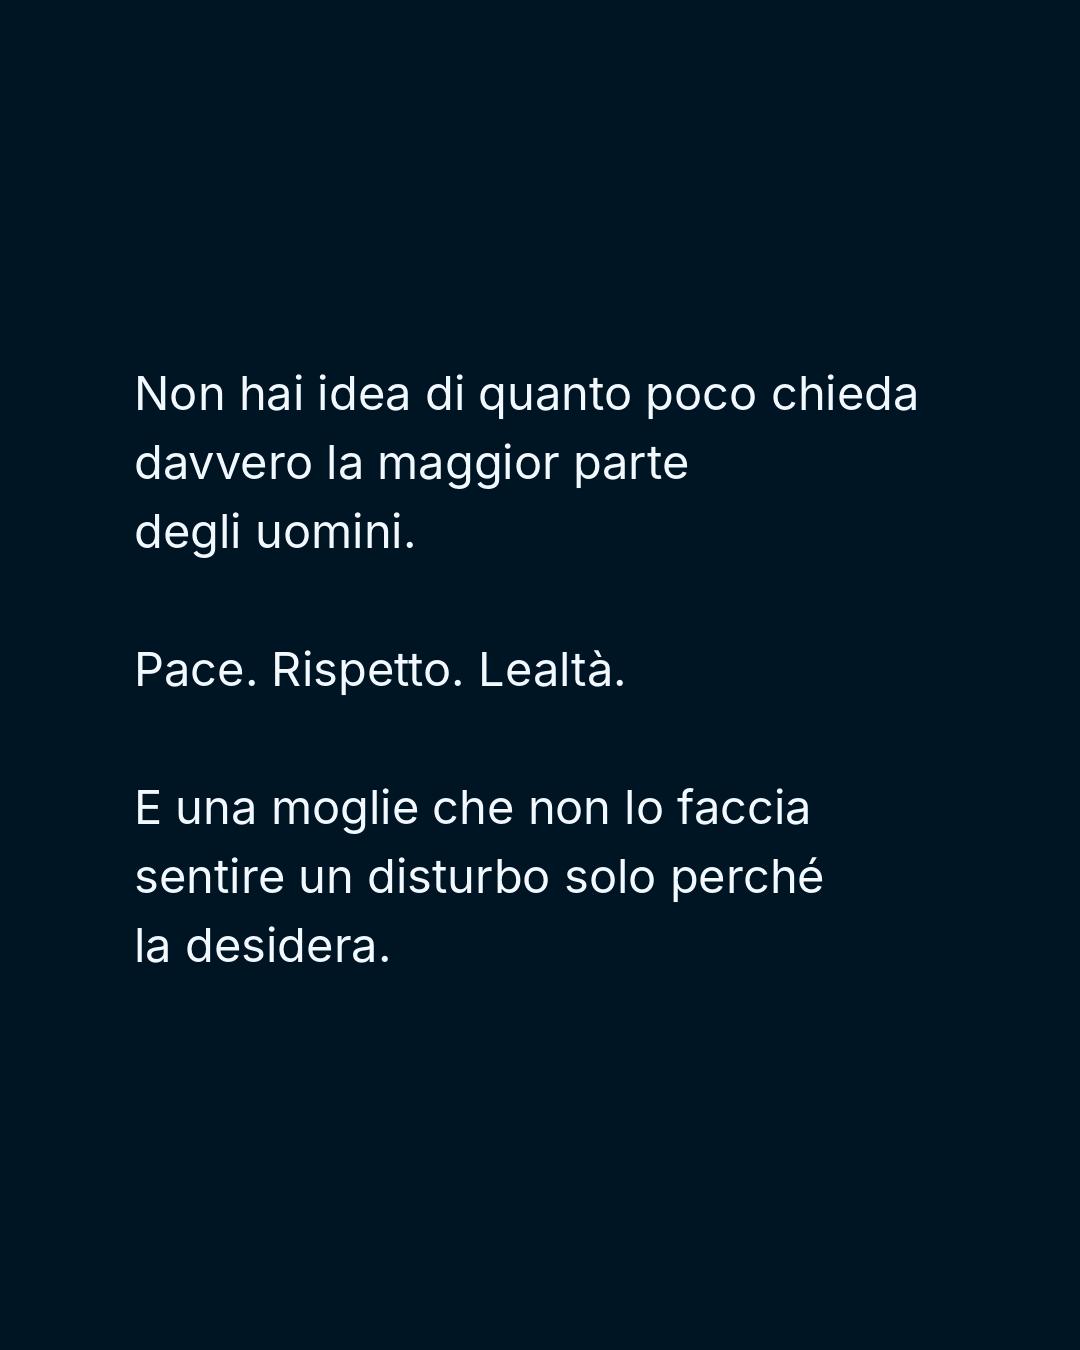 Non hai idea di quanto poco chieda
davvero la maggior parte
degli uomini.
Pace. Rispetto. Lealtà.
E una moglie che non lo faccia
sentire un disturbo solo perché
la desidera.